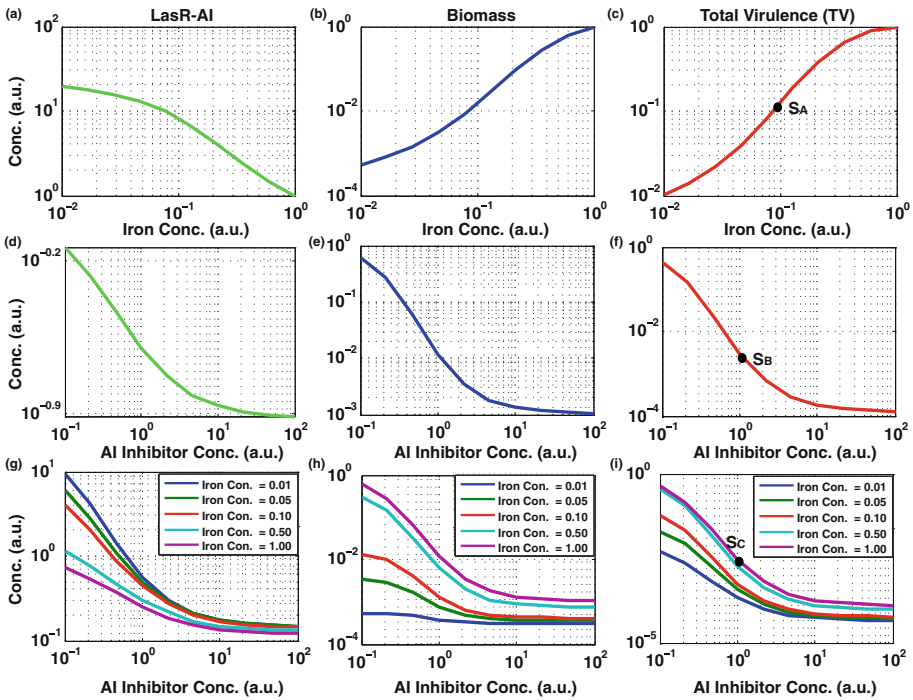 (a) LasR-AI
(b) Biomass
(c) Total Virulence (TV)
Conc. (a.u.)
10^2
10^1
10^0
10^-2 10^-1 10^0
Iron Conc. (a.u.)
10^0
10^-2
10^-4
10^-2 10^-1 10^0
Iron Conc. (a.u.)
10^0
10^-1
10^-2
S_A
10^-2 10^-1 10^0
Iron Conc. (a.u.)
(d)
Conc. (a.u.)
10^-0.2
10^-0.9
10^-1 10^0 10^1 10^2
AI Inhibitor Conc. (a.u.)
(e)
10^0
10^-1
10^-2
10^-3
10^-1 10^0 10^1 10^2
AI Inhibitor Conc. (a.u.)
(f)
10^0
10^-2
10^-4
S_B
10^-1 10^0 10^1 10^2
AI Inhibitor Conc. (a.u.)
(g)
Conc. (a.u.)
10^1
10^0
10^-1
Iron Con. = 0.01
Iron Con. = 0.05
Iron Con. = 0.10
Iron Con. = 0.50
Iron Con. = 1.00
10^-1 10^0 10^1 10^2
AI Inhibitor Conc. (a.u.)
(h)
10^0
10^-2
10^-4
Iron Con. = 0.01
Iron Con. = 0.05
Iron Con. = 0.10
Iron Con. = 0.50
Iron Con. = 1.00
10^-1 10^0 10^1 10^2
AI Inhibitor Conc. (a.u.)
(i)
10^0
10^-5
Iron Con. = 0.01
Iron Con. = 0.05
Iron Con. = 0.10
Iron Con. = 0.50
Iron Con. = 1.00
S_C
10^-1 10^0 10^1 10^2
AI Inhibitor Conc. (a.u.)